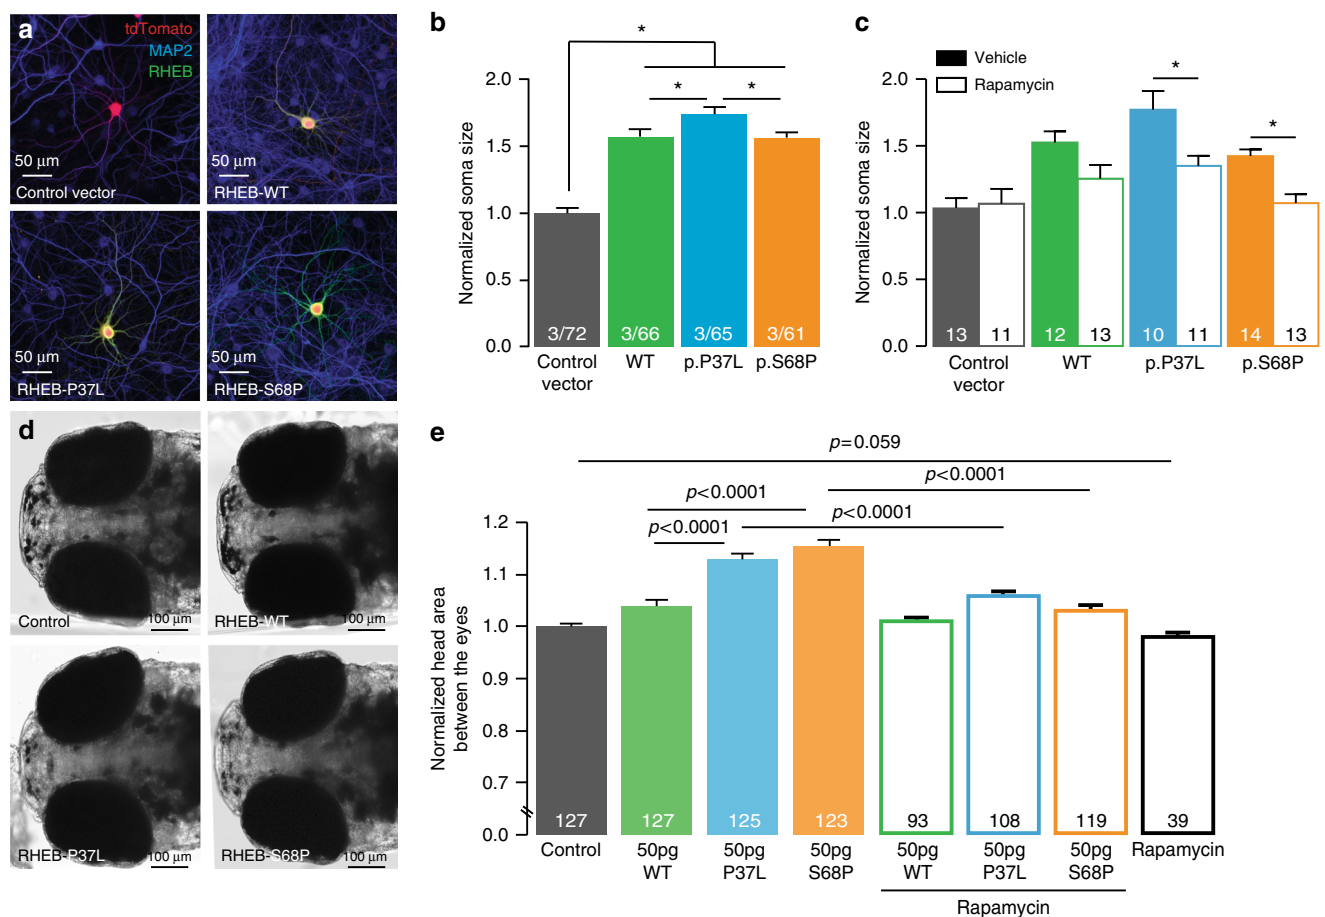 a
tdTomato
MAP2
RHEB
50 μm
Control vector
50 μm
RHEB-WT
50 μm
RHEB-P37L
50 μm
RHEB-S68P
b
*
* *
Normalized soma size
2.0
1.5
1.0
0.5
0.0
3/72 3/66 3/65 3/61
Control vector WT p.P37L p.S68P
c
Vehicle
Rapamycin
*
*
Normalized soma size
2.0
1.5
1.0
0.5
0.0
13 11 12 13 10 11 14 13
Control vector WT p.P37L p.S68P
d
Control
100 μm
RHEB-WT
100 μm
RHEB-P37L
100 μm
RHEB-S68P
100 μm
e
p=0.059
p<0.0001
p<0.0001
p<0.0001
p<0.0001
Normalized head area
between the eyes
1.2
1.1
1.0
0.9
0.8
0.7
0.0
127 127 125 123 93 108 119 39
Control 50pg WT 50pg P37L 50pg S68P 50pg WT 50pg P37L 50pg S68P Rapamycin
Rapamycin